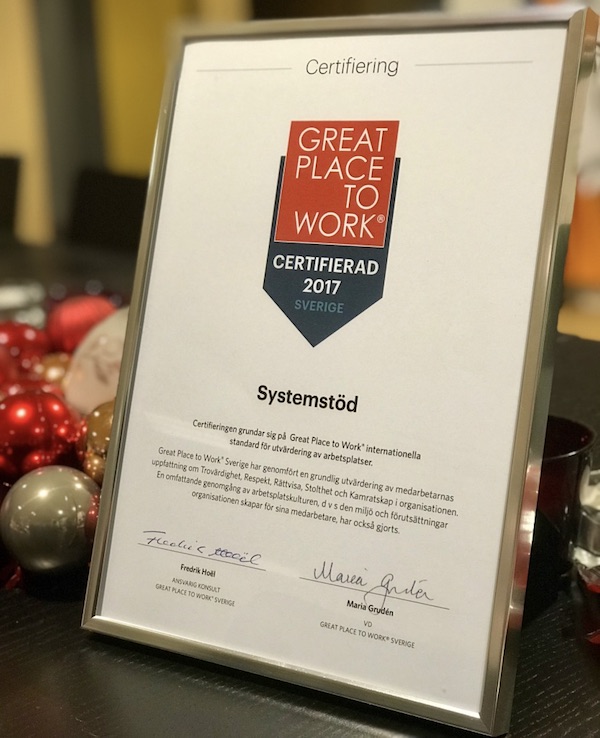 Certifiering
GREAT
PLACE
TO
WORK®
CERTIFIERAD
2017
SVERIGE
Systemstöd
Certifieringen grundar sig på Great Place to Work® internationella
standard för utvärdering av arbetsplatser.
Great Place to Work® Sverige har genomfört en grundlig utvärdering av medarbetarnas
uppfattning om Trovärdighet, Respekt, Rättvisa, Stolthet och Kamratskap i organisationen.
En omfattande genomgång av arbetsplatskulturen, d v s den miljö och förutsättningar
organisationen skapar för sina medarbetare, har också gjorts.
Fredrik Hoël
Maria Grudén
Fredrik Hoël
ANSVARIG KONSULT
GREAT PLACE TO WORK® SVERIGE
Maria Grudén
VD
GREAT PLACE TO WORK® SVERIGE